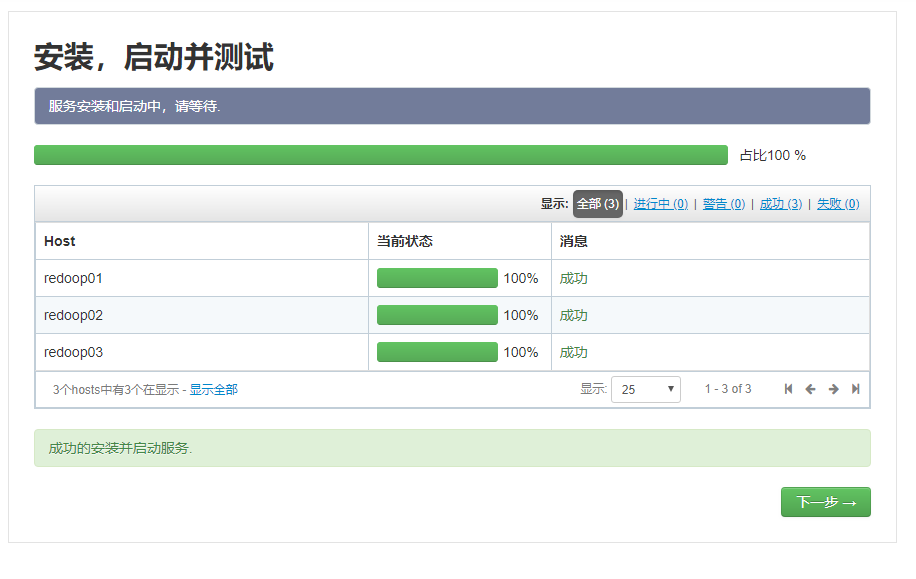 安装，启动并测试
服务安装和启动中，请等待.
占比100 %
显示: 全部 (3) | 进行中 (0) | 警告 (0) | 成功 (3) | 失败 (0)
Host 当前状态 消息
redoop01 100% 成功
redoop02 100% 成功
redoop03 100% 成功
3个hosts中有3个在显示 - 显示全部 显示: 25 1 - 3 of 3
成功的安装并启动服务.
下一步 →